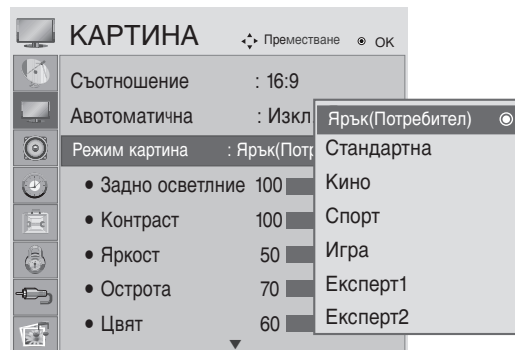 КАРТИНА Преместване OK
Съотношение : 16:9
Авотоматична : Изкл
Режим картина : Ярък(Потр
• Задно осветлние 100
• Контраст 100
• Яркост 50
• Острота 70
• Цвят 60
Ярък(Потребител)
Стандартна
Кино
Спорт
Игра
Експерт1
Експерт2